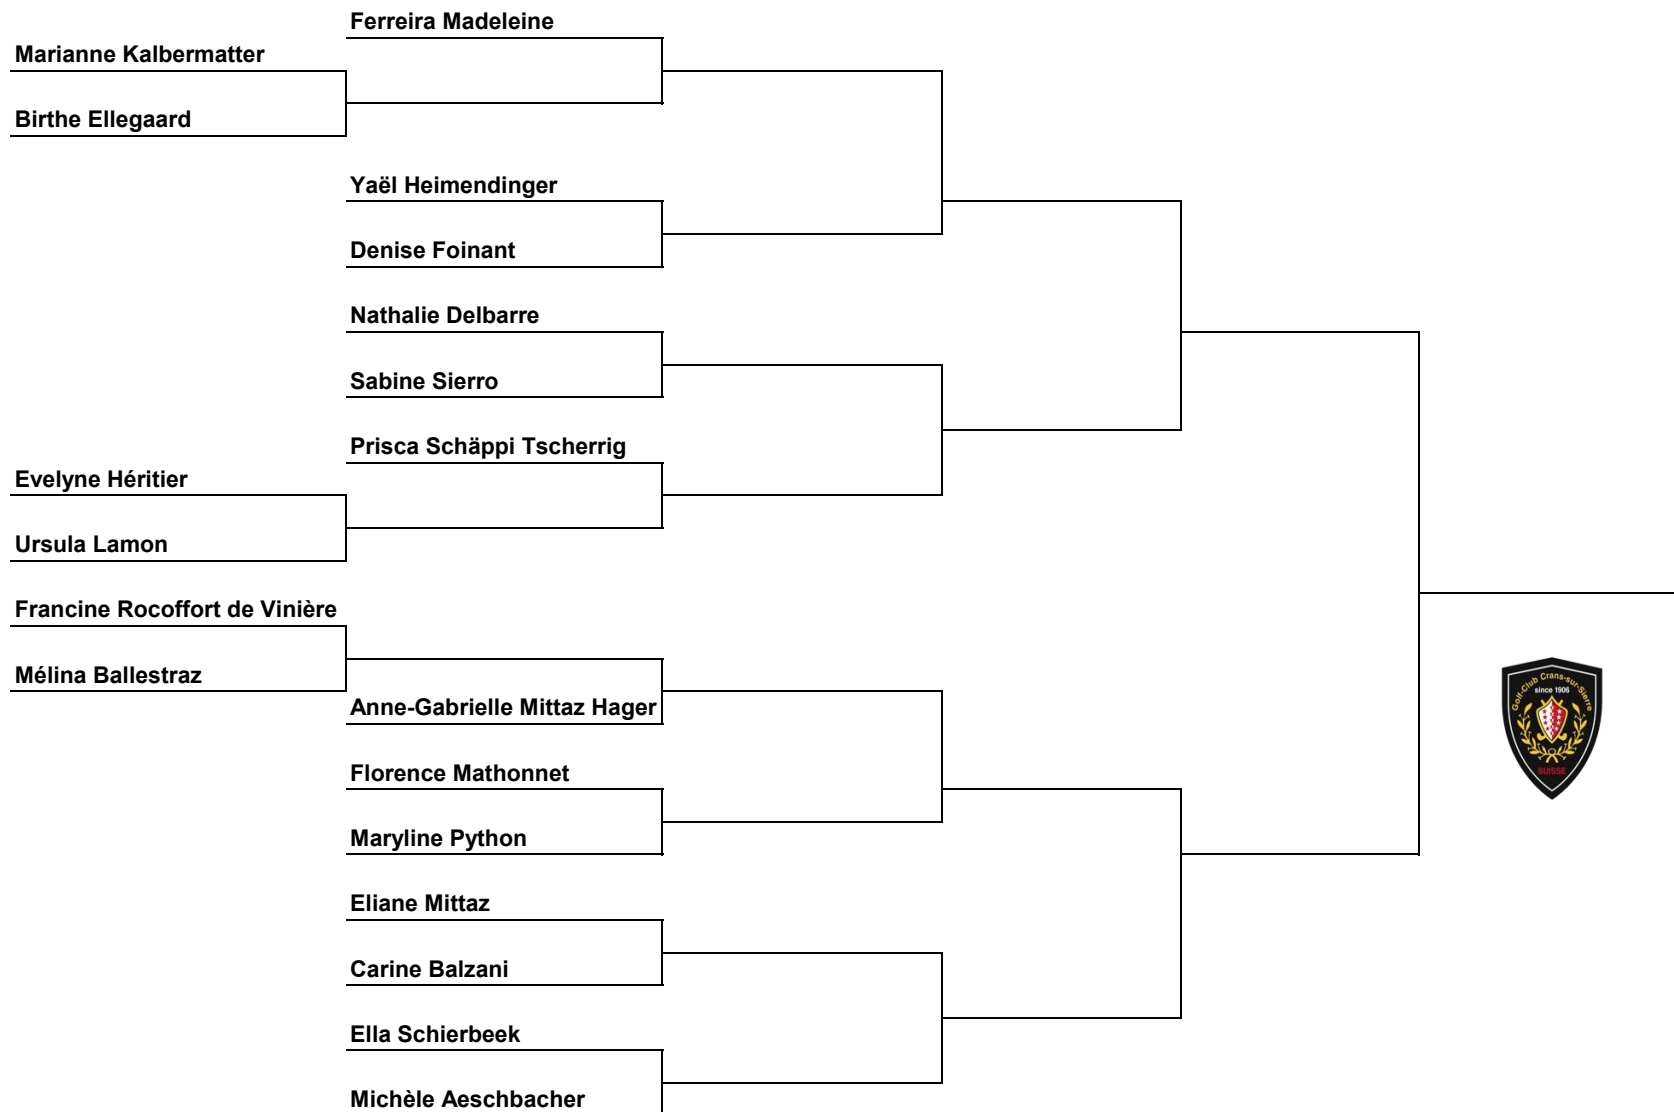 Ferreira Madeleine
Marianne Kalbermatter
Birthe Ellegaard
Yaël Heimendinger
Denise Foinant
Nathalie Delbarre
Sabine Sierro
Prisca Schäppi Tscherrig
Evelyne Héritier
Ursula Lamon
Francine Rocoffort de Vinière
Mélina Ballestraz
Anne-Gabrielle Mittaz Hager
Florence Mathonnet
Maryline Python
Eliane Mittaz
Carine Balzani
Ella Schierbeek
Michèle Aeschbacher
Golf-Club Crans-sur-Sierre
since 1906
SUISSE